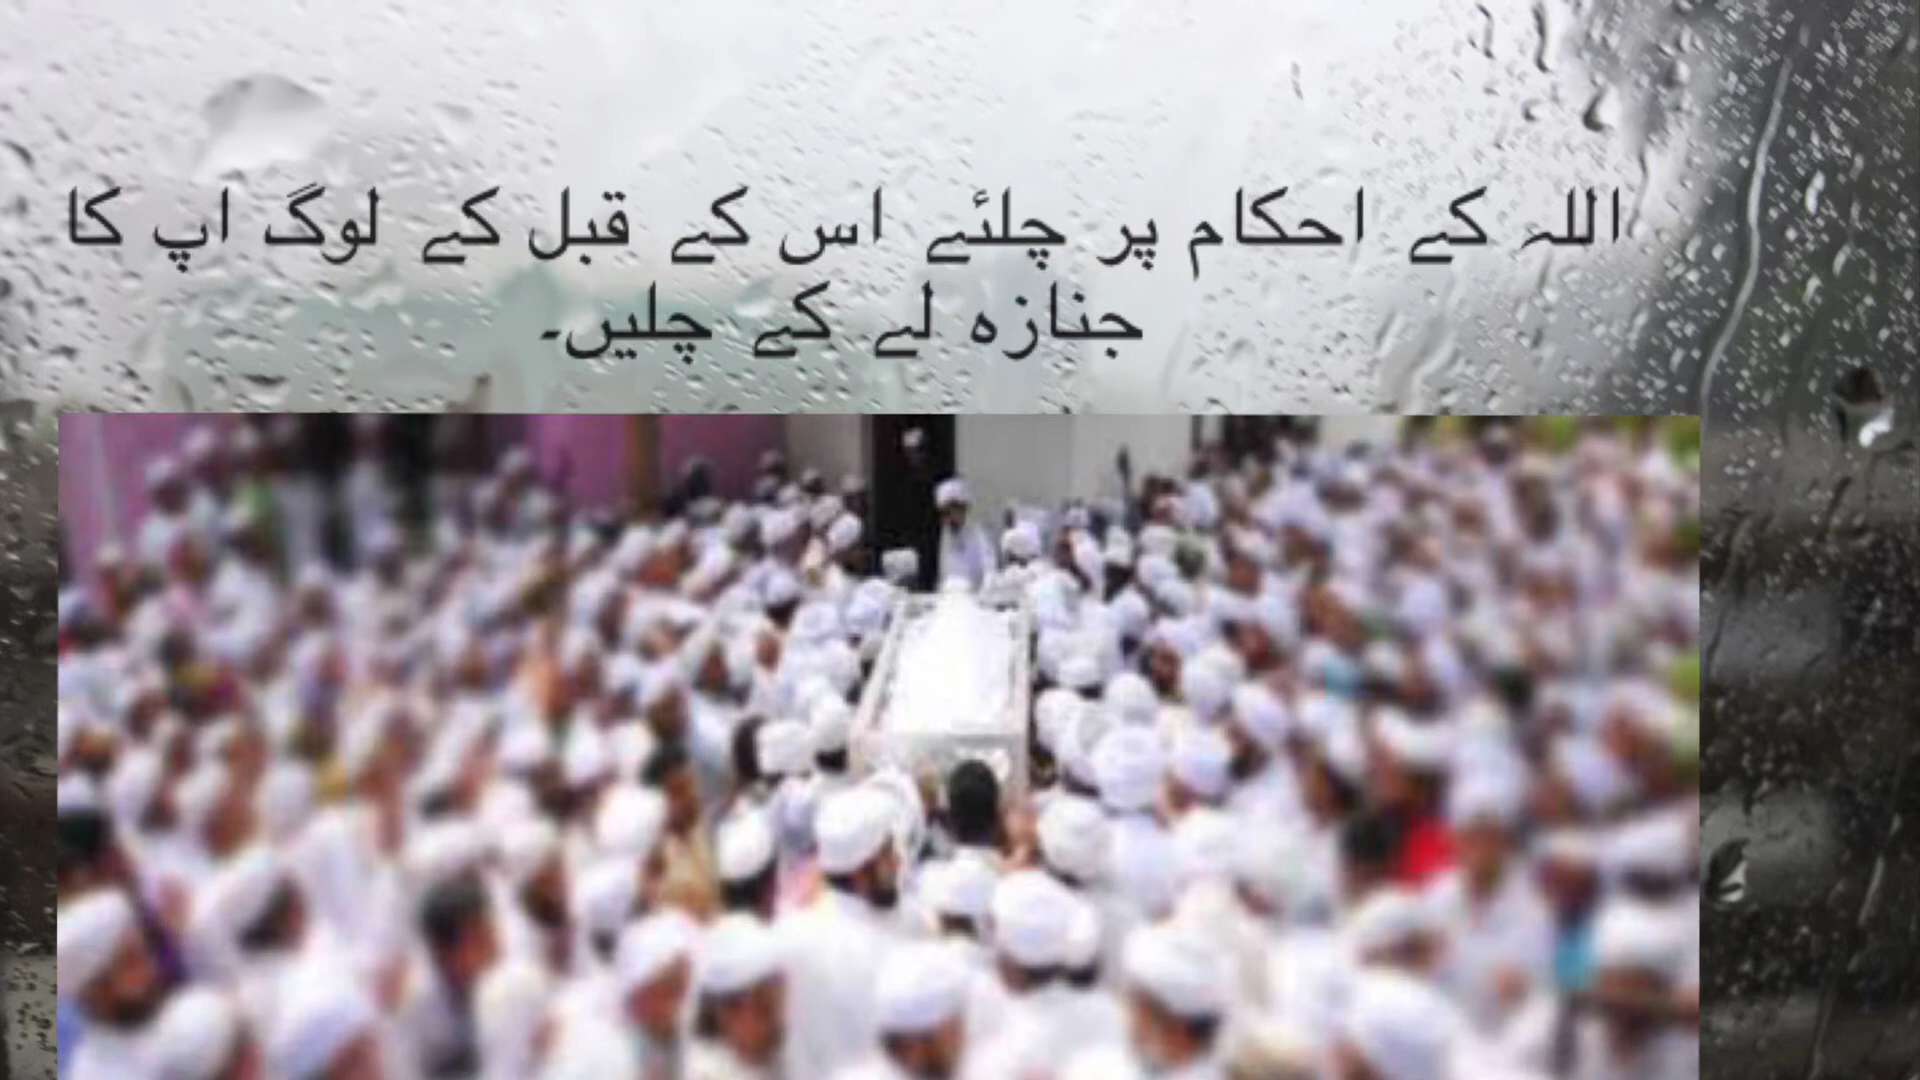 اللہ کے احکام پر چلئے اس کے قبل کے لوگ اپ کا
جنازہ لے کے چلیں۔